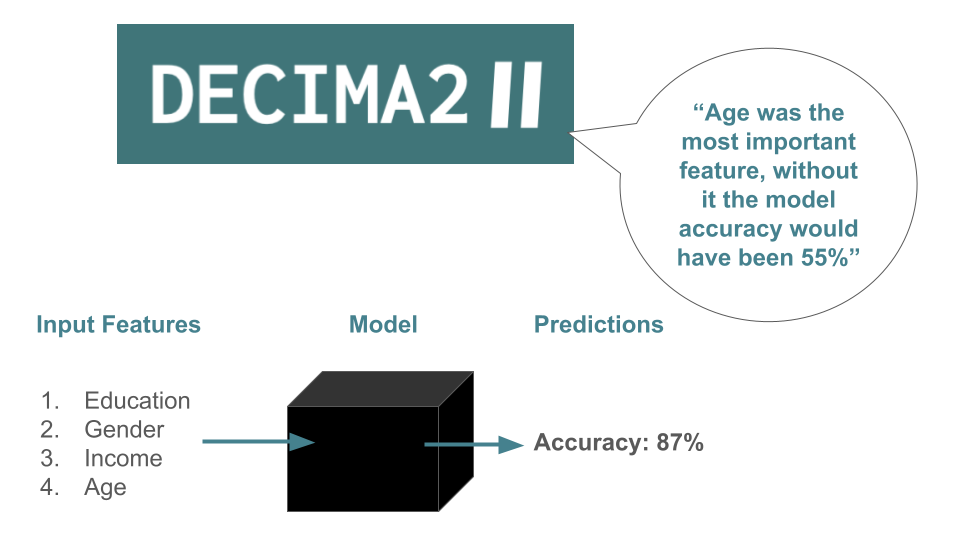 DECIMA2
“Age was the
most important
feature, without
it the model
accuracy would
have been 55%”
Input Features
Model
Predictions
1. Education
2. Gender
3. Income
4. Age
Accuracy: 87%